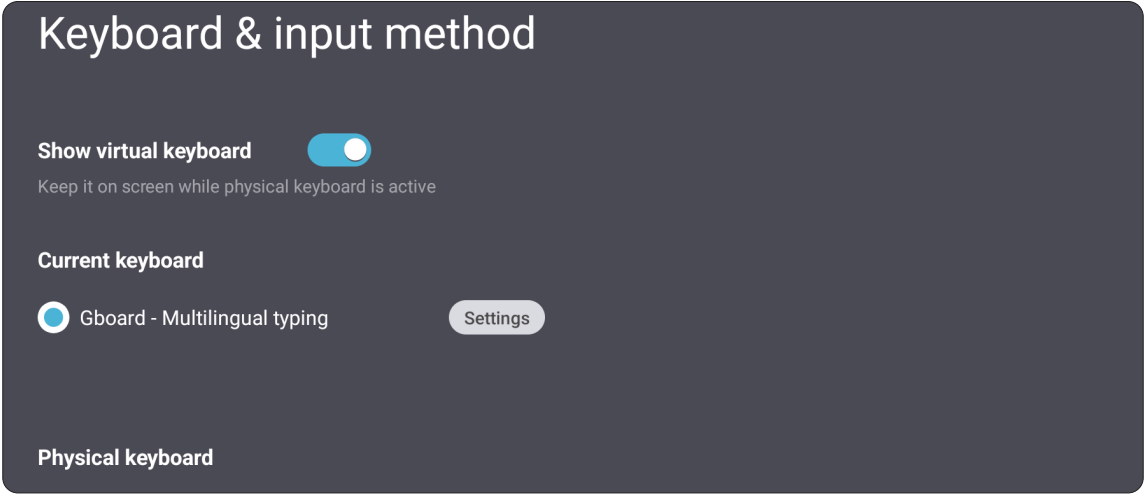 Keyboard & input method
Show virtual keyboard
Keep it on screen while physical keyboard is active
Current keyboard
Gboard - Multilingual typing
Settings
Physical keyboard